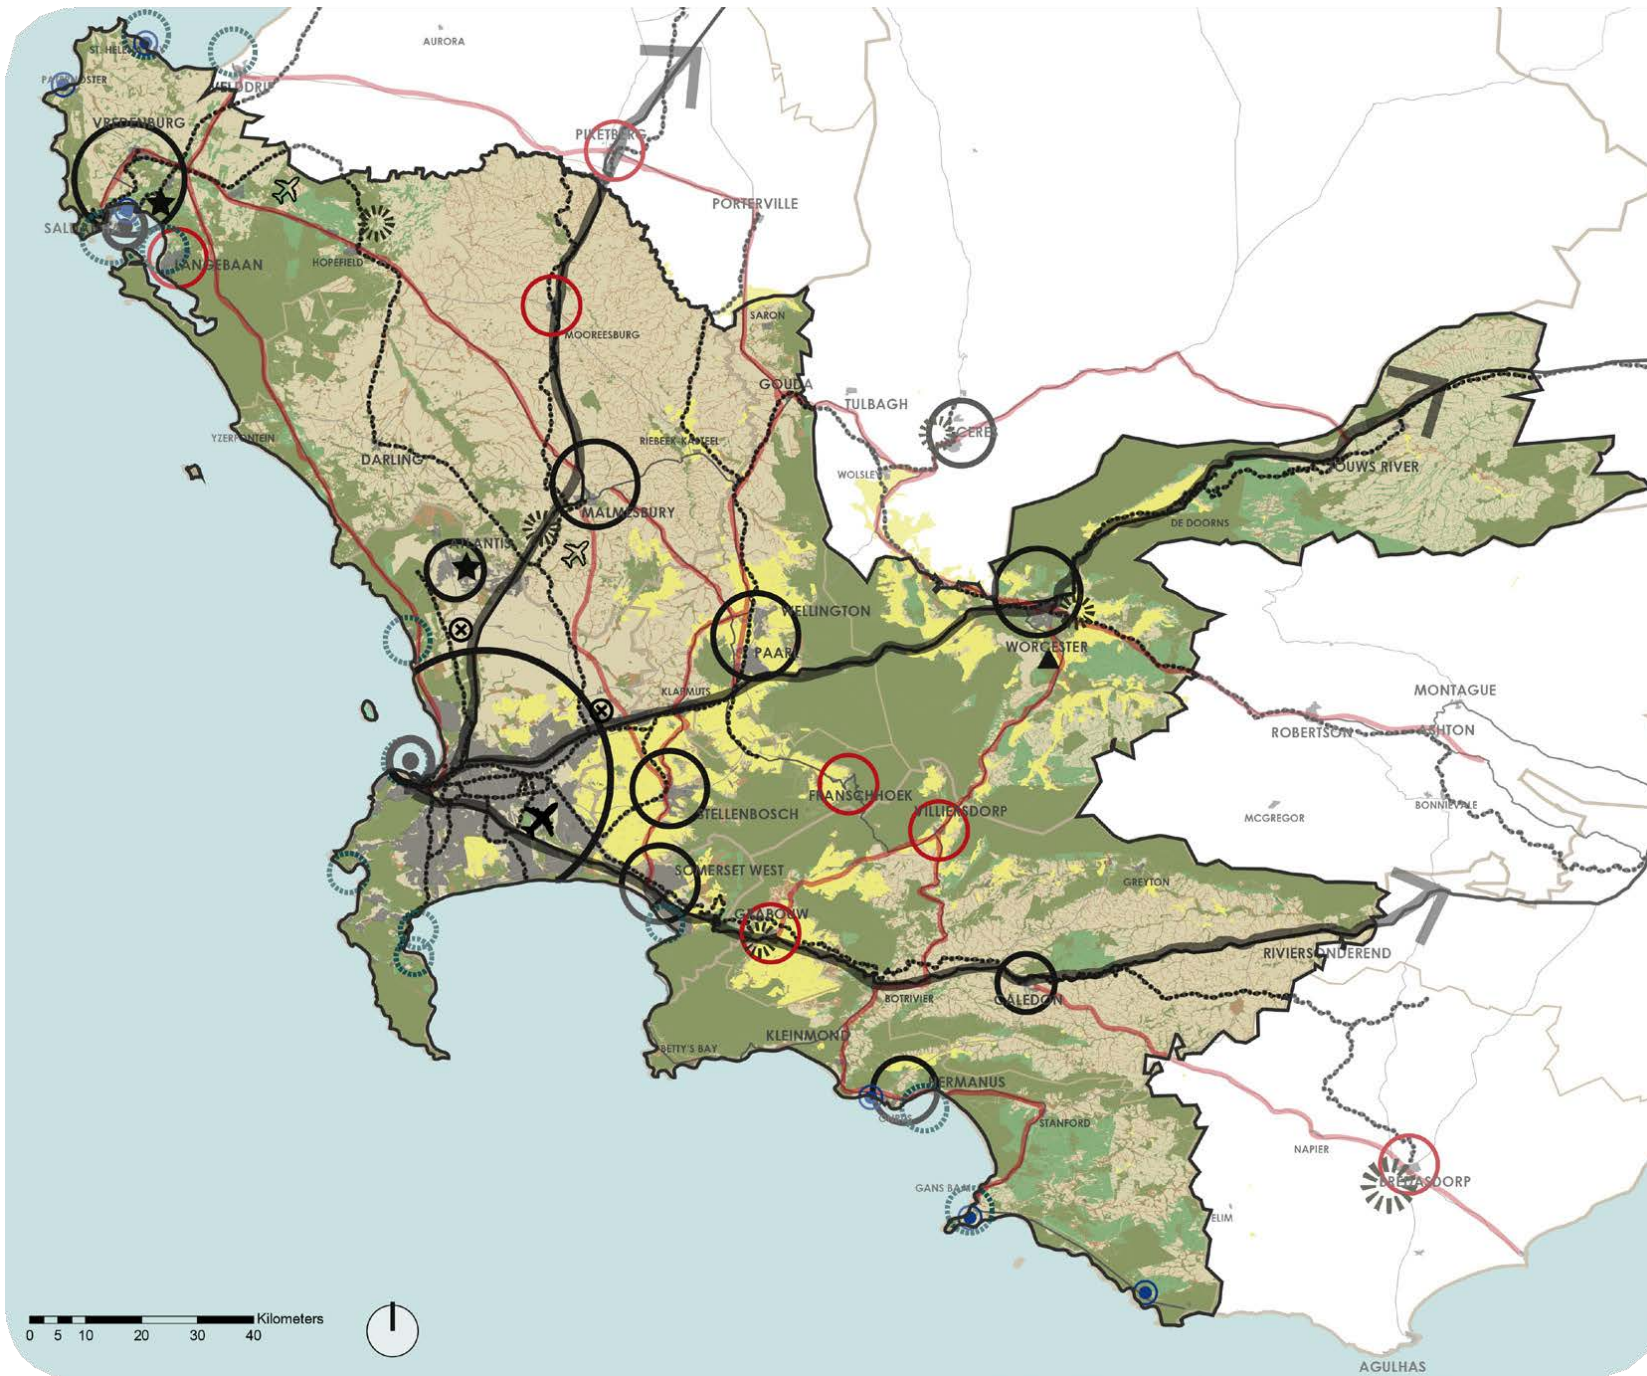 AURORA
VREDENBURG
PIKETBERG
PORTERVILLE
LANGEBAAN
HOPEFIELD
MOOREESBURG
SARON
GOUDA
TULBAGH
CERES
YZERFONTEIN
DARLING
RIEBEEK-KASTEEL
WOLSLEY
TOUWS RIVER
MALMESBURY
DE DOORNS
ATLANTIS
WELLINGTON
PAARL
WORCESTER
KLAPMUTS
MONTAGUE
ROBERTSON
ASHTON
FRANSCHHOEK
VILLIERSDORP
STELLENBOSCH
BONNIEVALE
MCGREGOR
SOMERSET WEST
GREYTON
GRABOUW
RIVIERSONDEREND
BOTRIVIER
CALEDON
KLEINMOND
BETTY'S BAY
HERMANUS
STANFORD
NAPIER
BREDASDORP
GANS BAAI
ELIM
Kilometers
0 5 10 20 30 40
AGULHAS